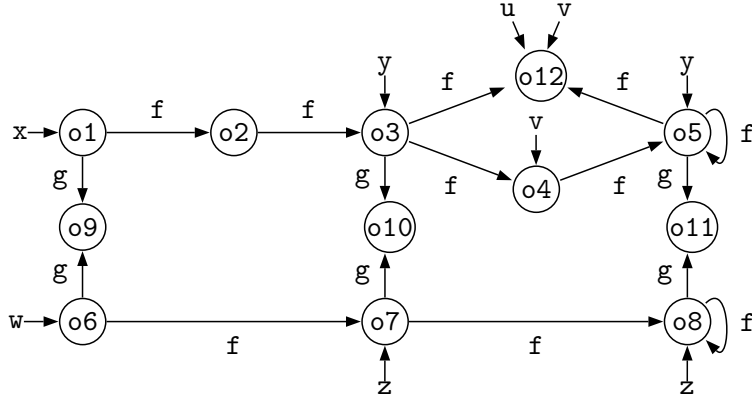 u v
y y
f f
o12
f f v
x o1 o2 o3 o5 f
o4
g g f f g
o9 o10 o11
g g g
w o6 o7 o8 f
f f
z z